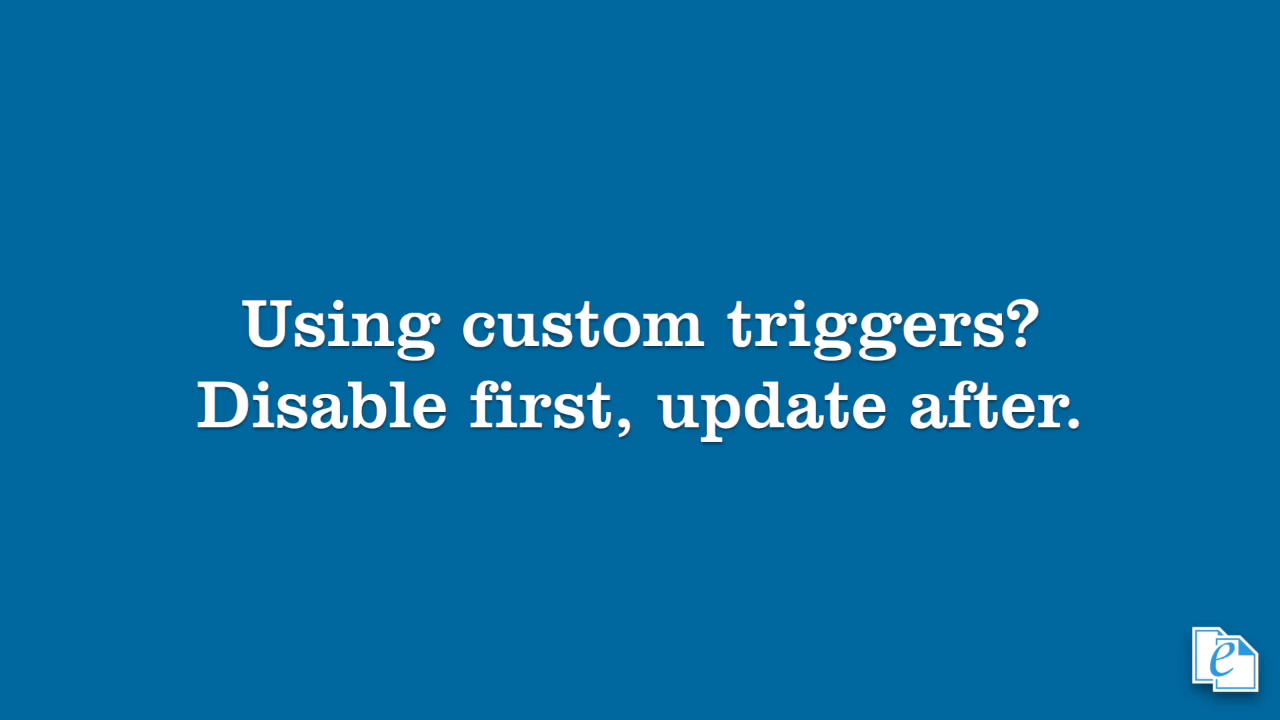 Using custom triggers?
Disable first, update after.
e